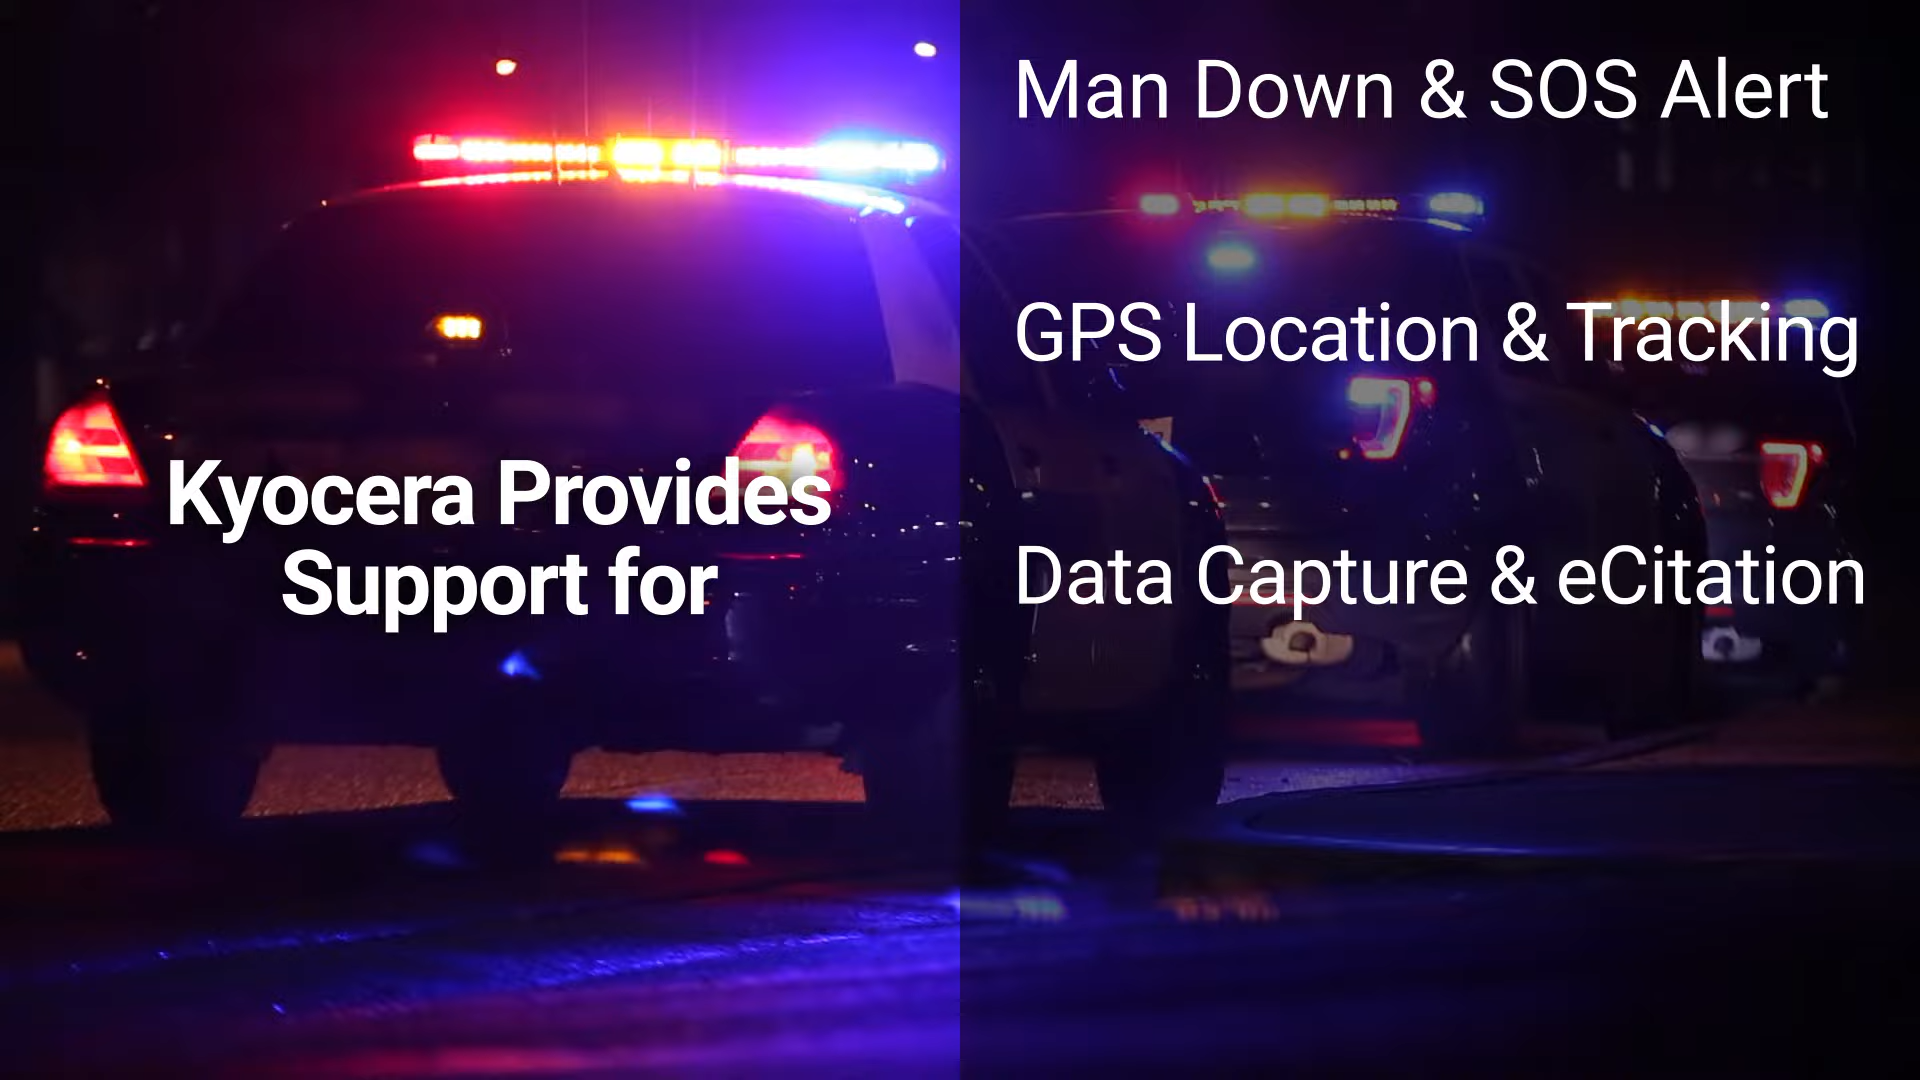 Kyocera Provides
Support for
Man Down & SOS Alert
GPS Location & Tracking
Data Capture & eCitation